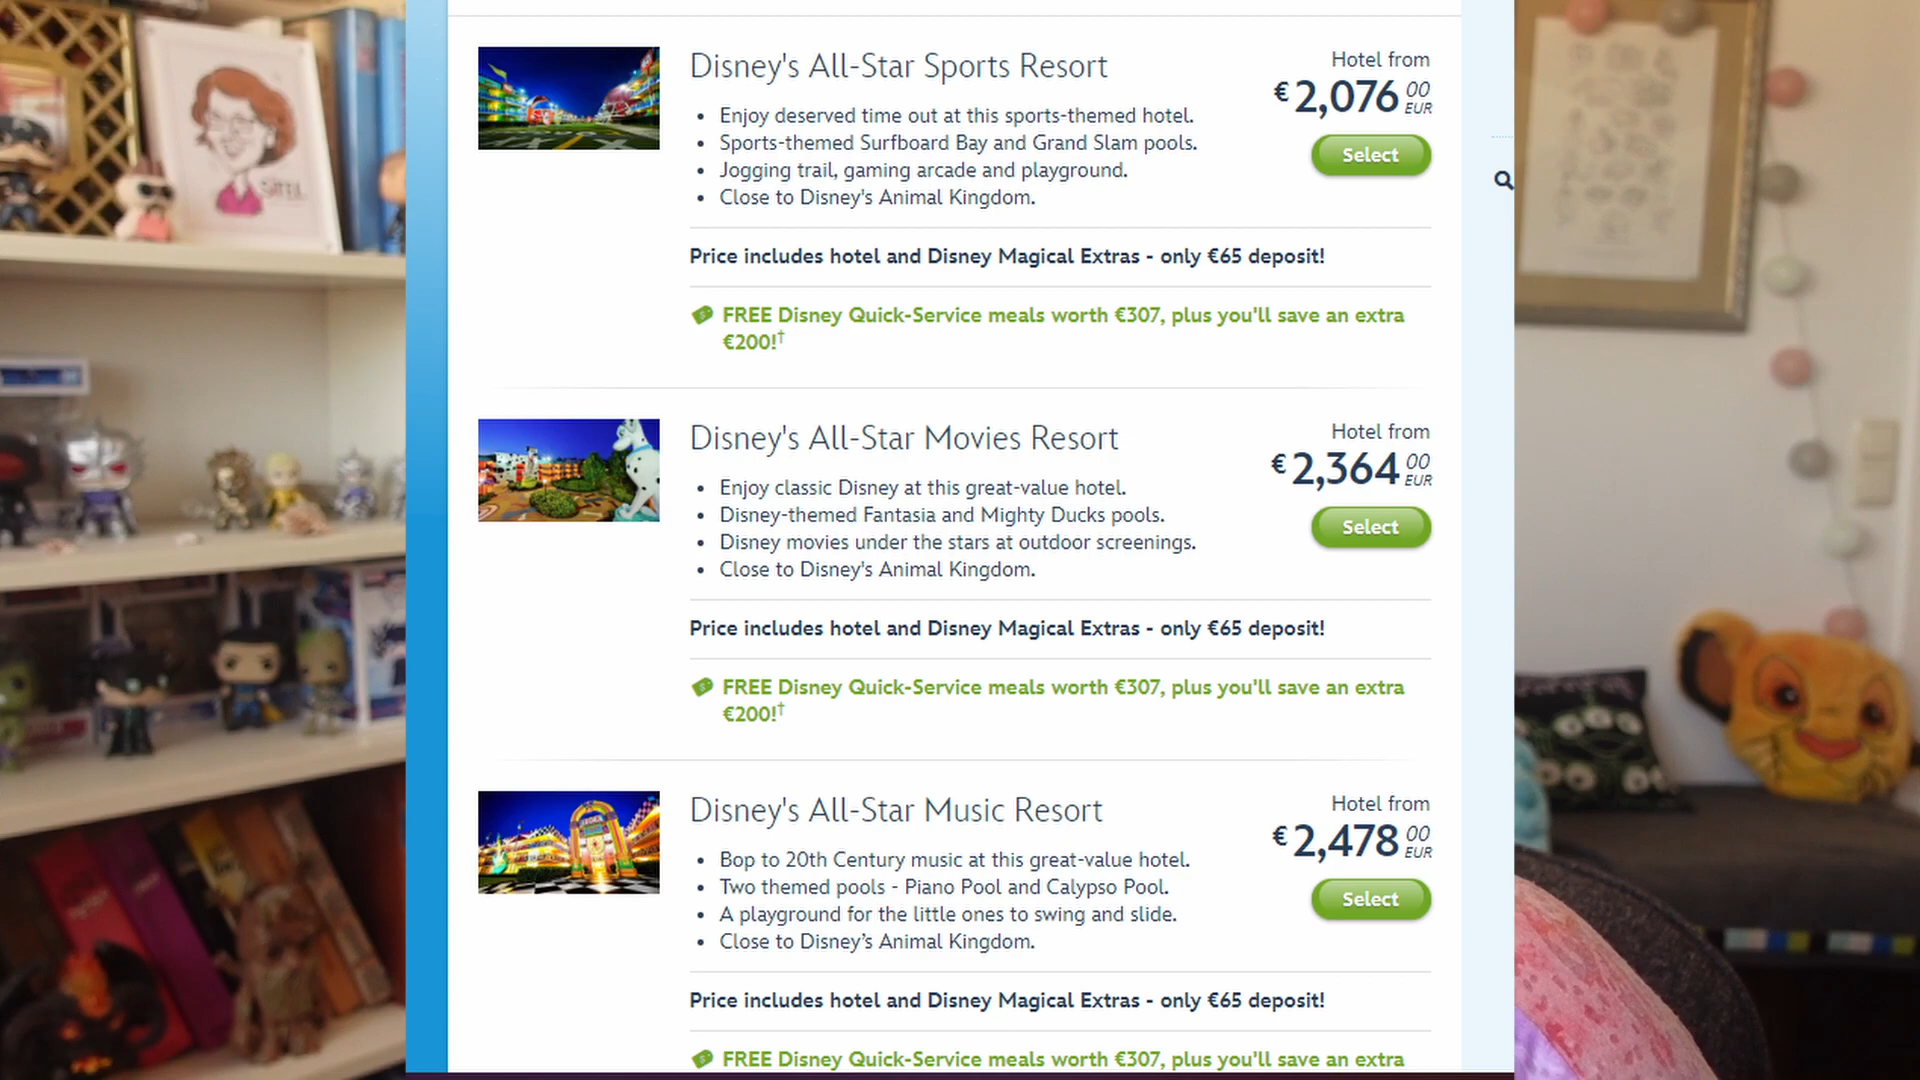 Disney's All-Star Sports Resort
Hotel from
€2,076 00 EUR
• Enjoy deserved time out at this sports-themed hotel.
• Sports-themed Surfboard Bay and Grand Slam pools.
• Jogging trail, gaming arcade and playground.
• Close to Disney's Animal Kingdom.
Select
Price includes hotel and Disney Magical Extras - only €65 deposit!
FREE Disney Quick-Service meals worth €307, plus you'll save an extra
€200!†
Disney's All-Star Movies Resort
Hotel from
€2,364 00 EUR
• Enjoy classic Disney at this great-value hotel.
• Disney-themed Fantasia and Mighty Ducks pools.
• Disney movies under the stars at outdoor screenings.
• Close to Disney's Animal Kingdom.
Select
Price includes hotel and Disney Magical Extras - only €65 deposit!
FREE Disney Quick-Service meals worth €307, plus you'll save an extra
€200!†
Disney's All-Star Music Resort
Hotel from
€2,478 00 EUR
• Bop to 20th Century music at this great-value hotel.
• Two themed pools - Piano Pool and Calypso Pool.
• A playground for the little ones to swing and slide.
• Close to Disney’s Animal Kingdom.
Select
Price includes hotel and Disney Magical Extras - only €65 deposit!
FREE Disney Quick-Service meals worth €307, plus you'll save an extra